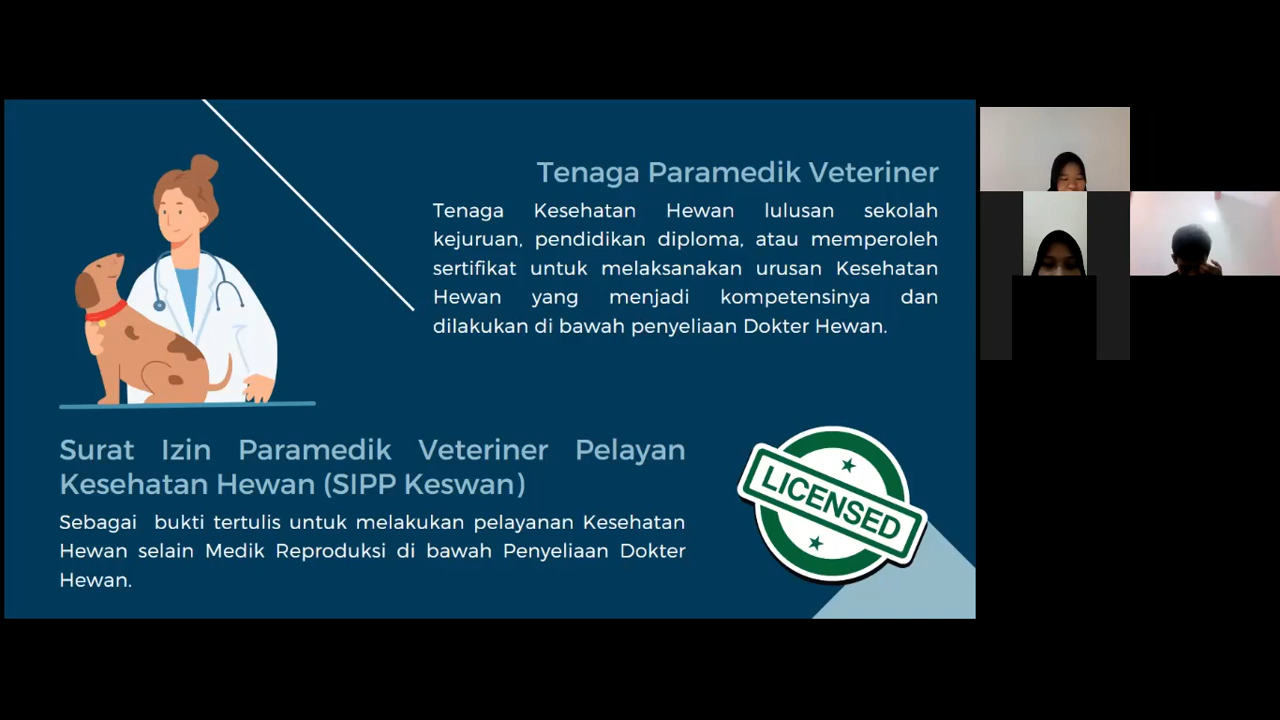 Tenaga Paramedik Veteriner
Tenaga Kesehatan Hewan lulusan sekolah
kejuruan, pendidikan diploma, atau memperoleh
sertifikat untuk melaksanakan urusan Kesehatan
Hewan yang menjadi kompetensinya dan
dilakukan di bawah penyeliaan Dokter Hewan.
Surat Izin Paramedik Veteriner Pelayan
Kesehatan Hewan (SIPP Keswan)
Sebagai bukti tertulis untuk melakukan pelayanan Kesehatan
Hewan selain Medik Reproduksi di bawah Penyeliaan Dokter
Hewan.
LICENSED